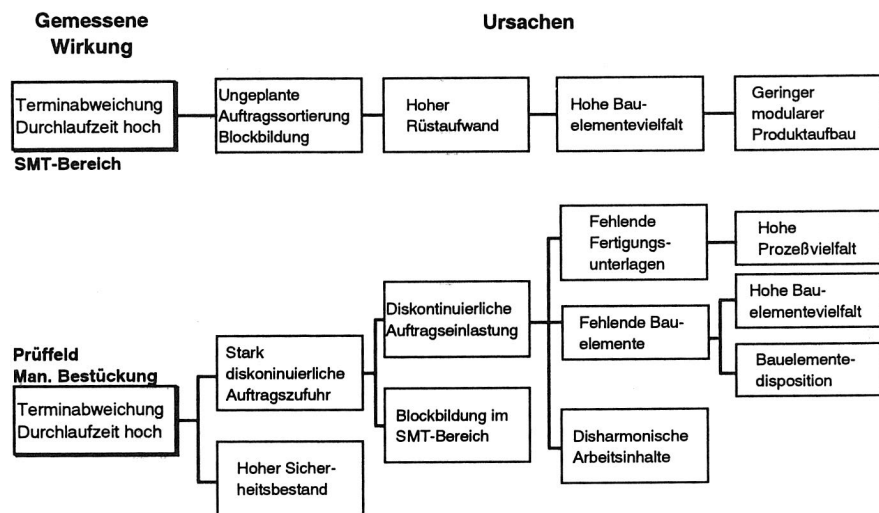 Gemessene
Wirkung
Ursachen
Terminabweichung
Durchlaufzeit hoch
SMT-Bereich
Ungeplante
Auftragssortierung
Blockbildung
Hoher
Rüstaufwand
Hohe Bau-
elementevielfalt
Geringer
modularer
Produktaufbau
Prüffeld
Man. Bestückung
Terminabweichung
Durchlaufzeit hoch
Stark
diskoninuierliche
Auftragszufuhr
Hoher Sicher-
heitsbestand
Diskontinuierliche
Auftragseinlastung
Blockbildung im
SMT-Bereich
Fehlende
Fertigungs-
unterlagen
Fehlende Bau-
elemente
Disharmonische
Arbeitsinhalte
Hohe
Prozeßvielfalt
Hohe Bau-
elementevielfalt
Bauelemente-
disposition